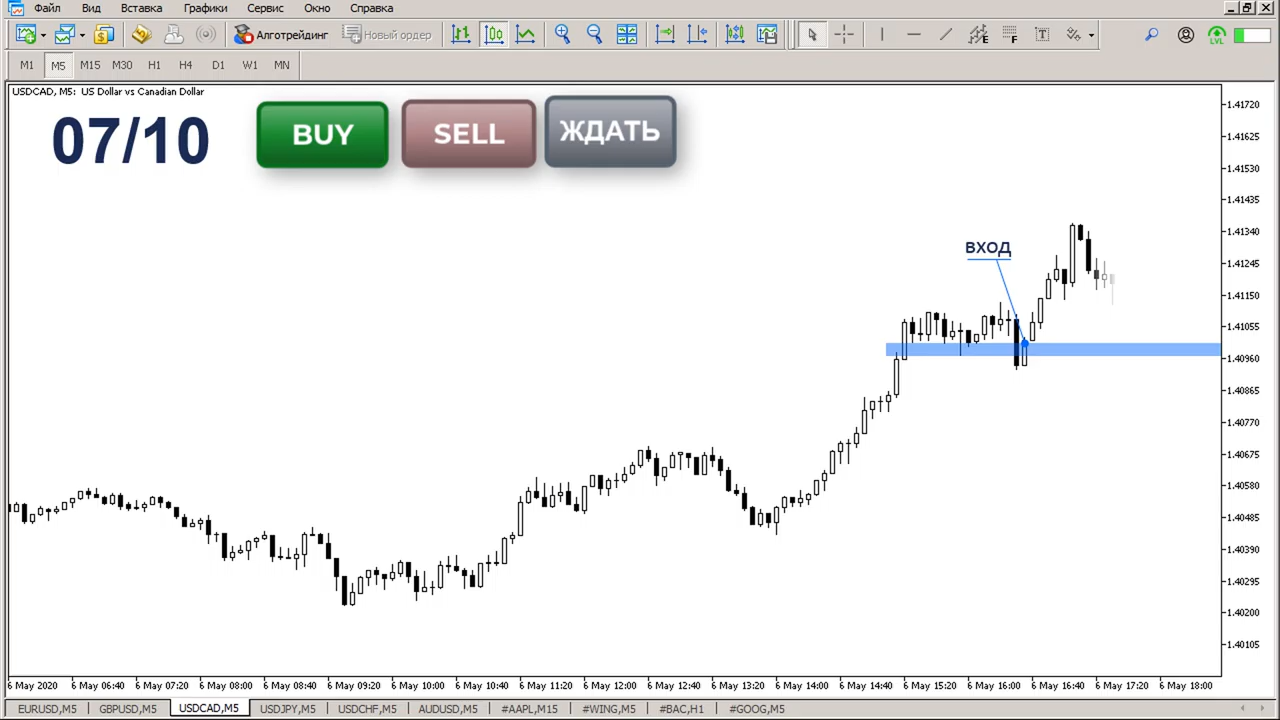 Файл Вид Вставка Графики Сервис Окно Справка
Алготрейдинг Новый ордер E F T LVL
M1 M5 M15 M30 H1 H4 D1 W1 MN
USDCAD, M5: US Dollar vs Canadian Dollar
07/10 BUY SELL ЖДАТЬ
ВХОД
1.41720
1.41625
1.41530
1.41435
1.41340
1.41245
1.41150
1.41055
1.40960
1.40865
1.40770
1.40675
1.40580
1.40485
1.40390
1.40295
1.40200
1.40105
6 May 2020 6 May 06:40 6 May 07:20 6 May 08:00 6 May 08:40 6 May 09:20 6 May 10:00 6 May 10:40 6 May 11:20 6 May 12:00 6 May 12:40 6 May 13:20 6 May 14:00 6 May 14:40 6 May 15:20 6 May 16:00 6 May 16:40 6 May 17:20 6 May 18:00
EURUSD,M5 GBPUSD,M5 USDCAD,M5 USDJPY,M5 USDCHF,M5 AUDUSD,M5 #AAPL,M15 #WING,M5 #BAC,H1 #GOOG,M5